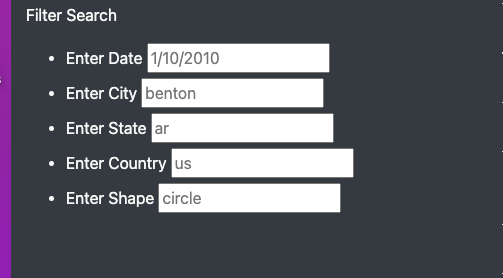 Filter Search
Enter Date 1/10/2010
Enter City benton
Enter State ar
Enter Country us
Enter Shape circle